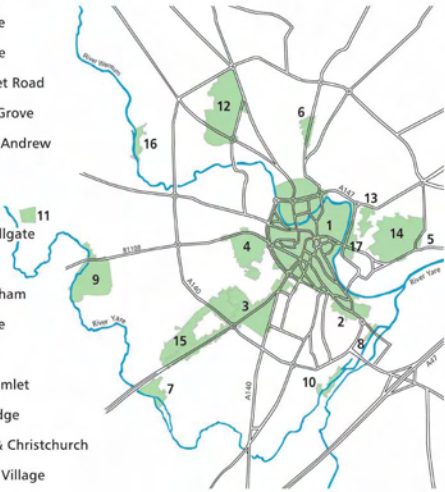 e
e
et Road
Grove
Andrew
llgate
ham
e
mlet
dge
& Christchurch
Village
River Wensum
12
6
16
A147
13
11
1
14
5
17
4
B1108
9
A140
River Yare
3
River Yare
2
15
8
A47
7
10
A140